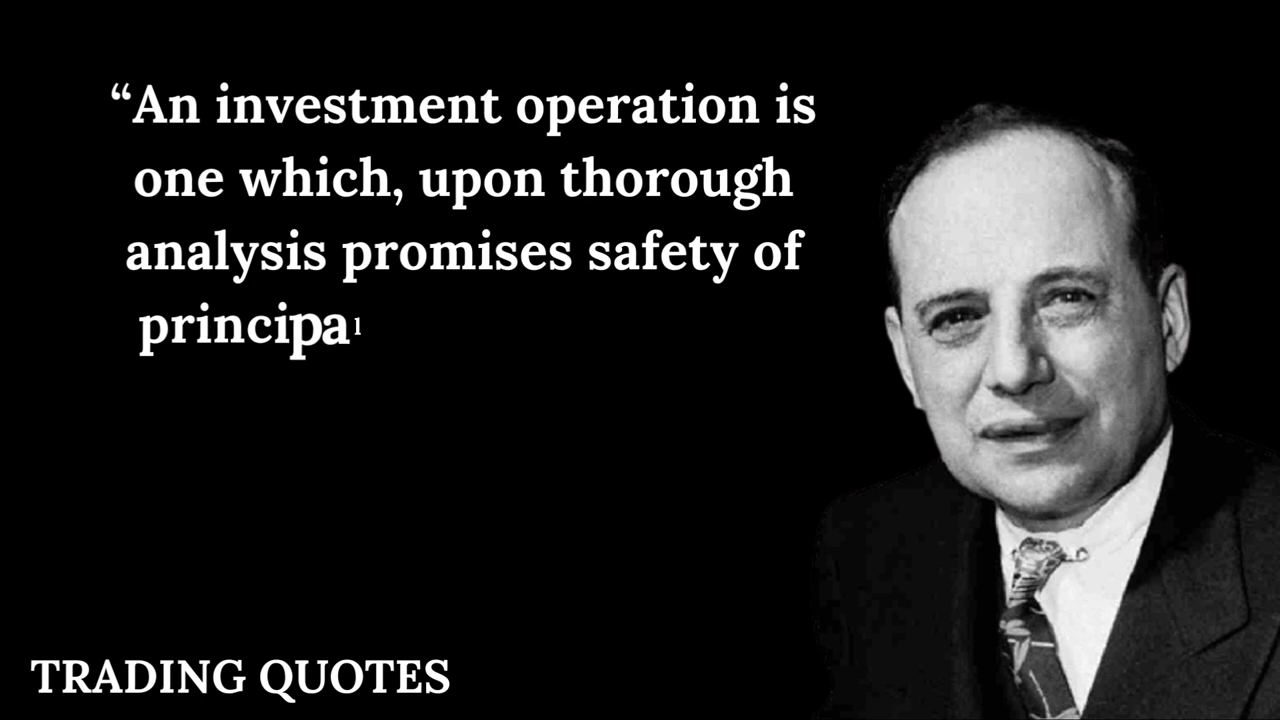 “An investment operation is
one which, upon thorough
analysis promises safety of
principal
TRADING QUOTES